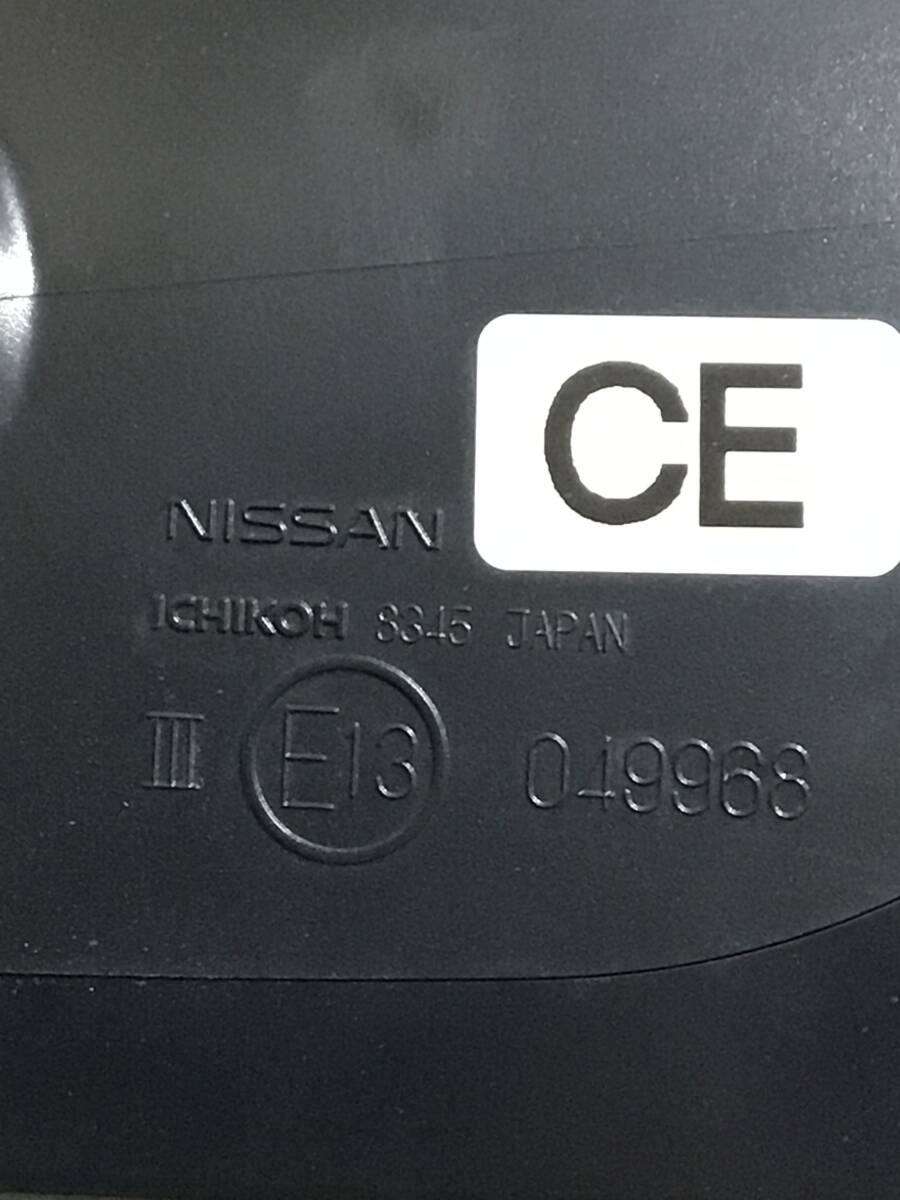 CE
NISSAN
ICHIKOH 8345 JAPAN
III E13 049968